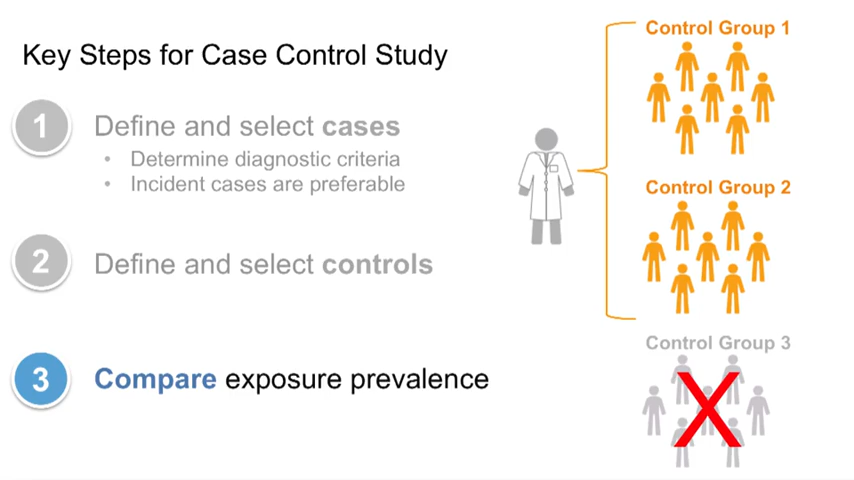 Key Steps for Case Control Study
1 Define and select cases
• Determine diagnostic criteria
• Incident cases are preferable
2 Define and select controls
3 Compare exposure prevalence
Control Group 1
Control Group 2
Control Group 3
X